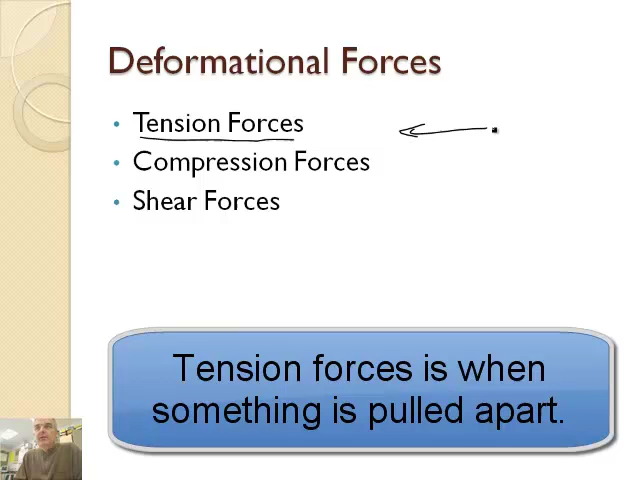 Deformational Forces
• Tension Forces
• Compression Forces
• Shear Forces
Tension forces is when
something is pulled apart.